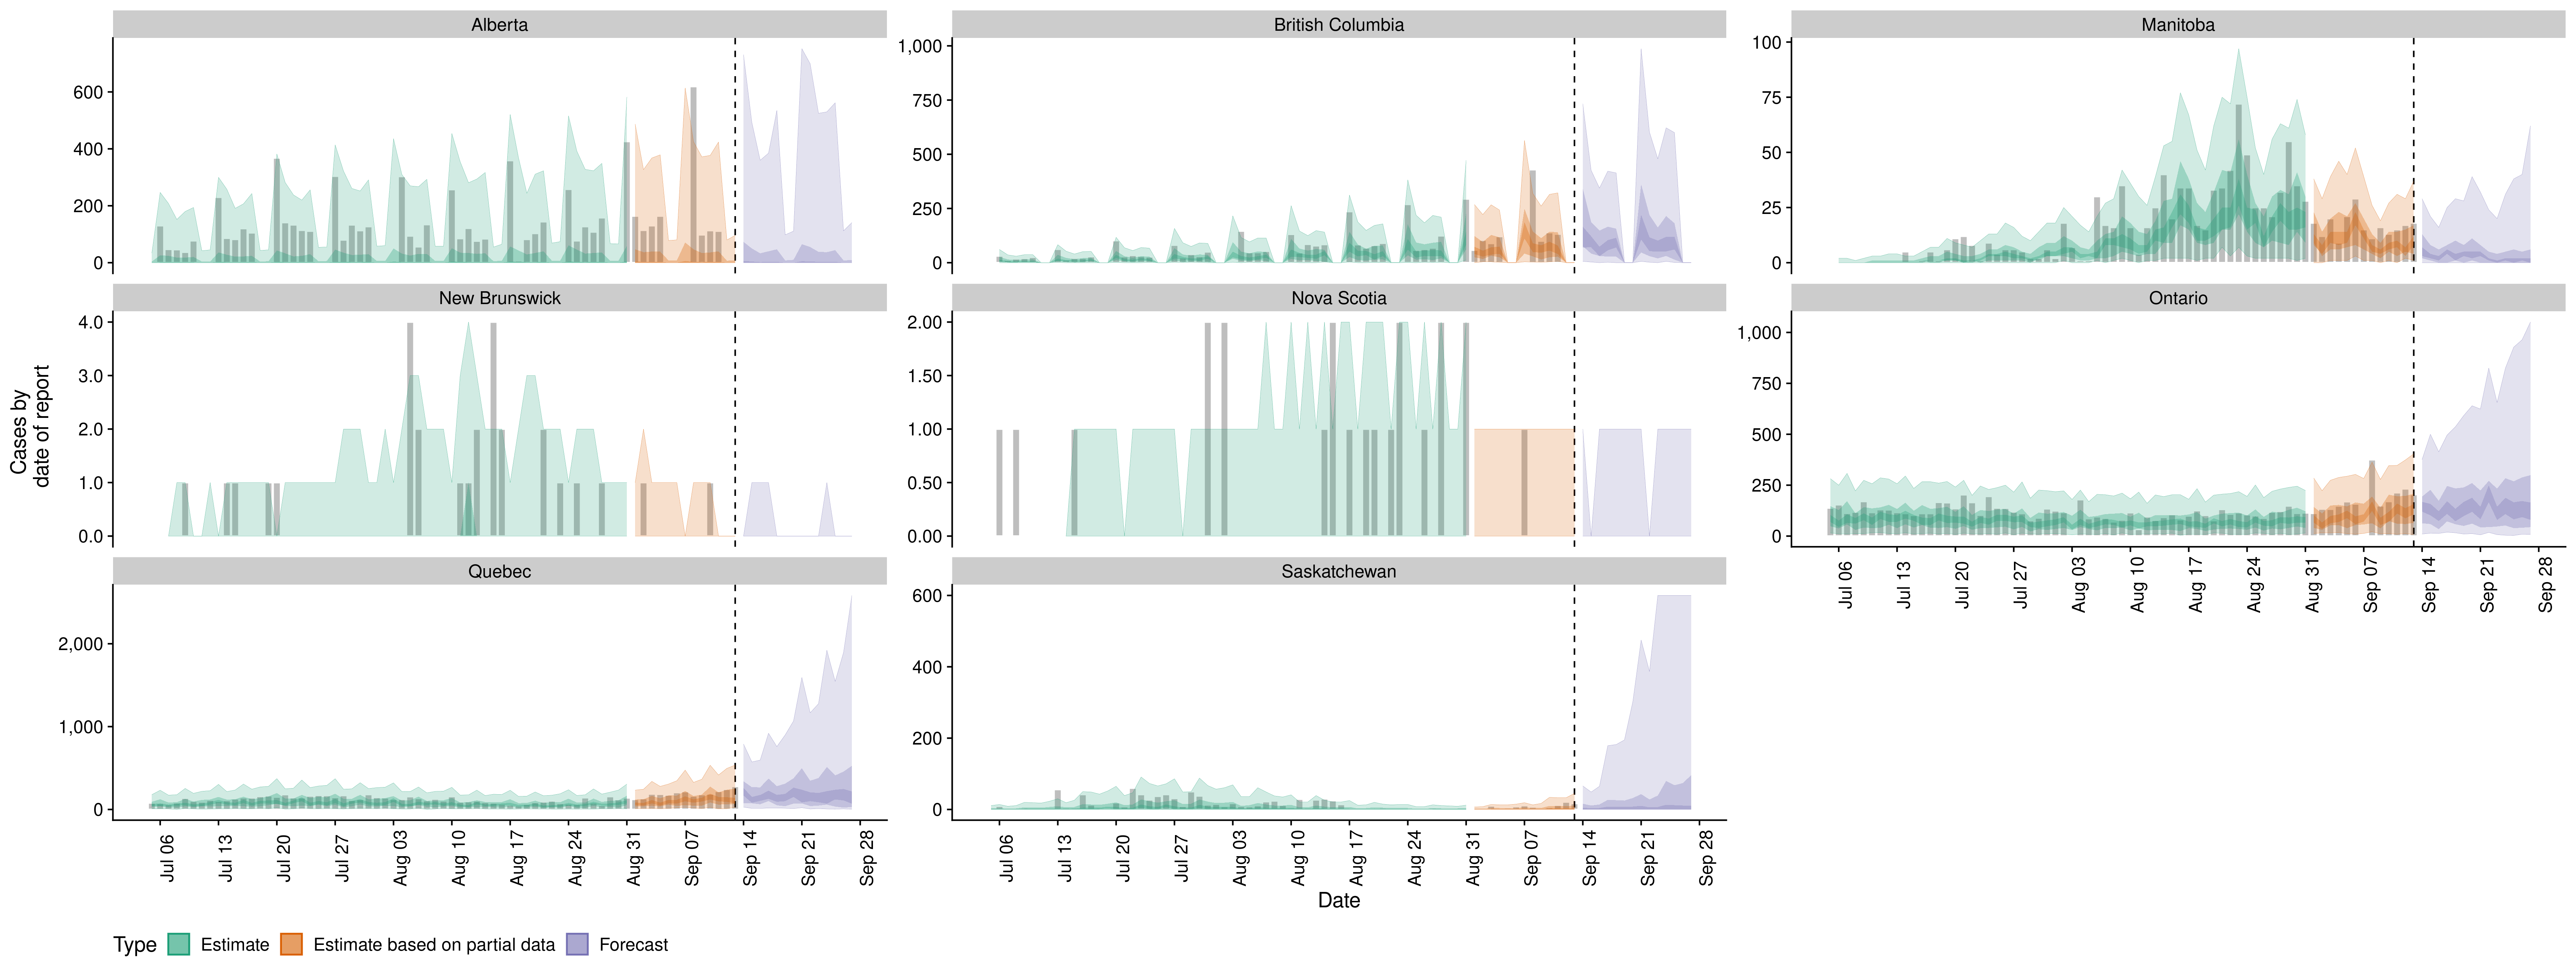 Alberta
British Columbia
Manitoba
600
400
200
0
1,000
750
500
250
0
100
75
50
25
0
New Brunswick
Nova Scotia
Ontario
4.0
3.0
2.0
1.0
0.0
2.00
1.50
1.00
0.50
0.00
1,000
750
500
250
0
Jul 06
Jul 13
Jul 20
Jul 27
Aug 03
Aug 10
Aug 17
Aug 24
Aug 31
Sep 07
Sep 14
Sep 21
Sep 28
Cases by
date of report
Quebec
Saskatchewan
2,000
1,000
0
600
400
200
0
Jul 06
Jul 13
Jul 20
Jul 27
Aug 03
Aug 10
Aug 17
Aug 24
Aug 31
Sep 07
Sep 14
Sep 21
Sep 28
Jul 06
Jul 13
Jul 20
Jul 27
Aug 03
Aug 10
Aug 17
Aug 24
Aug 31
Sep 07
Sep 14
Sep 21
Sep 28
Date
Type Estimate Estimate based on partial data Forecast